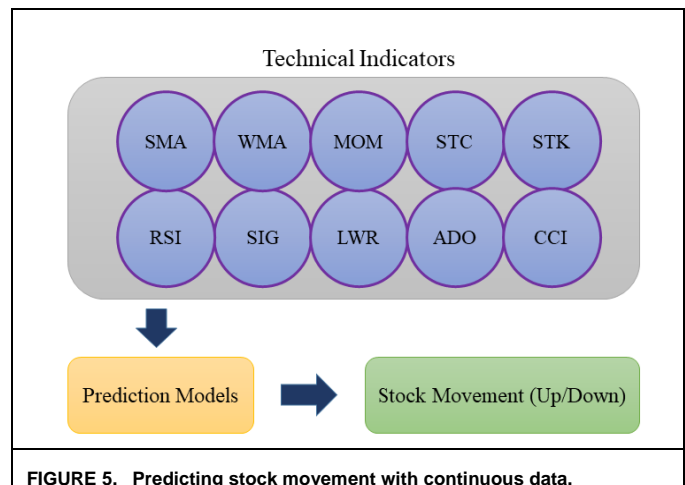 Technical Indicators
SMA WMA MOM STC STK
RSI SIG LWR ADO CCI
Prediction Models Stock Movement (Up/Down)
FIGURE 5. Predicting stock movement with continuous data.